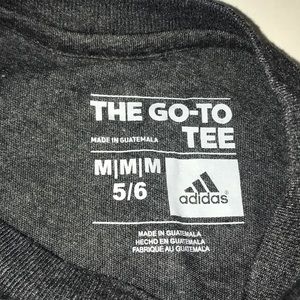 THE GO-TO
MADE IN GUATEMALA
TEE
M|M|M
5/6
adidas®
MADE IN GUATEMALA
HECHO EN GUATEMALA
FABRIQUÉ AU GUATEMALA